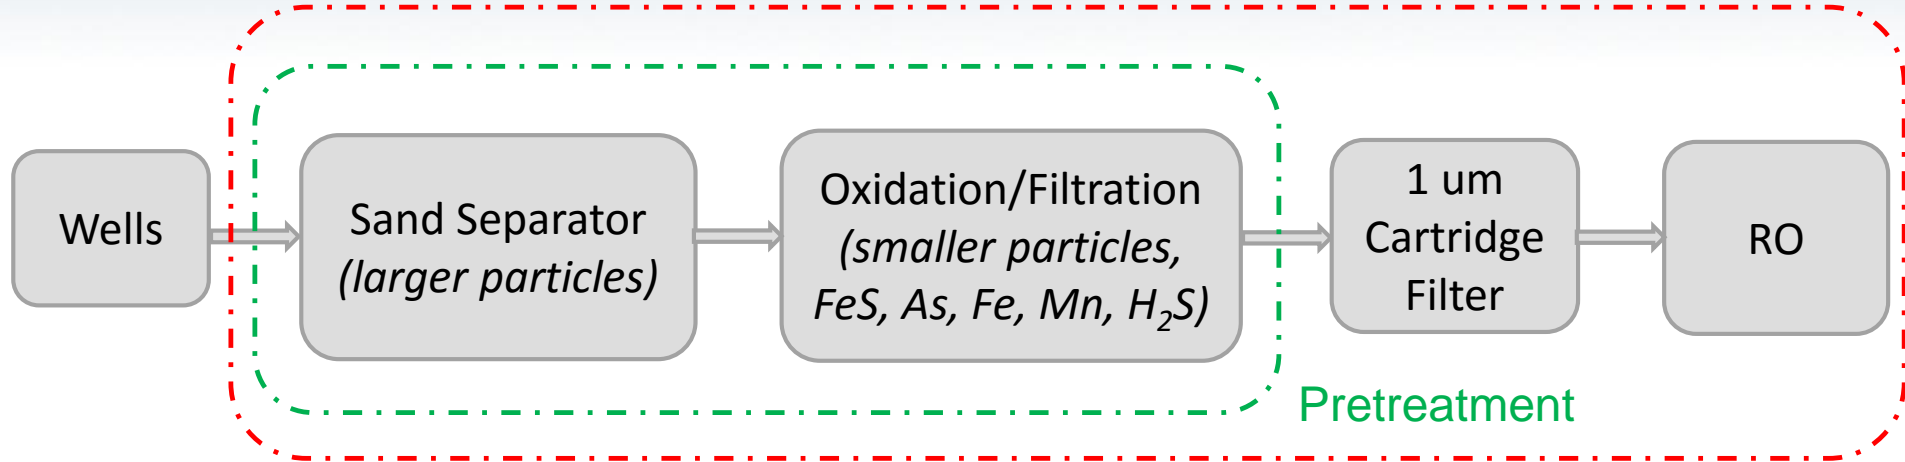 Wells
Sand Separator
(larger particles)
Oxidation/Filtration
(smaller particles,
FeS, As, Fe, Mn, H₂S)
1 um
Cartridge
Filter
RO
Pretreatment